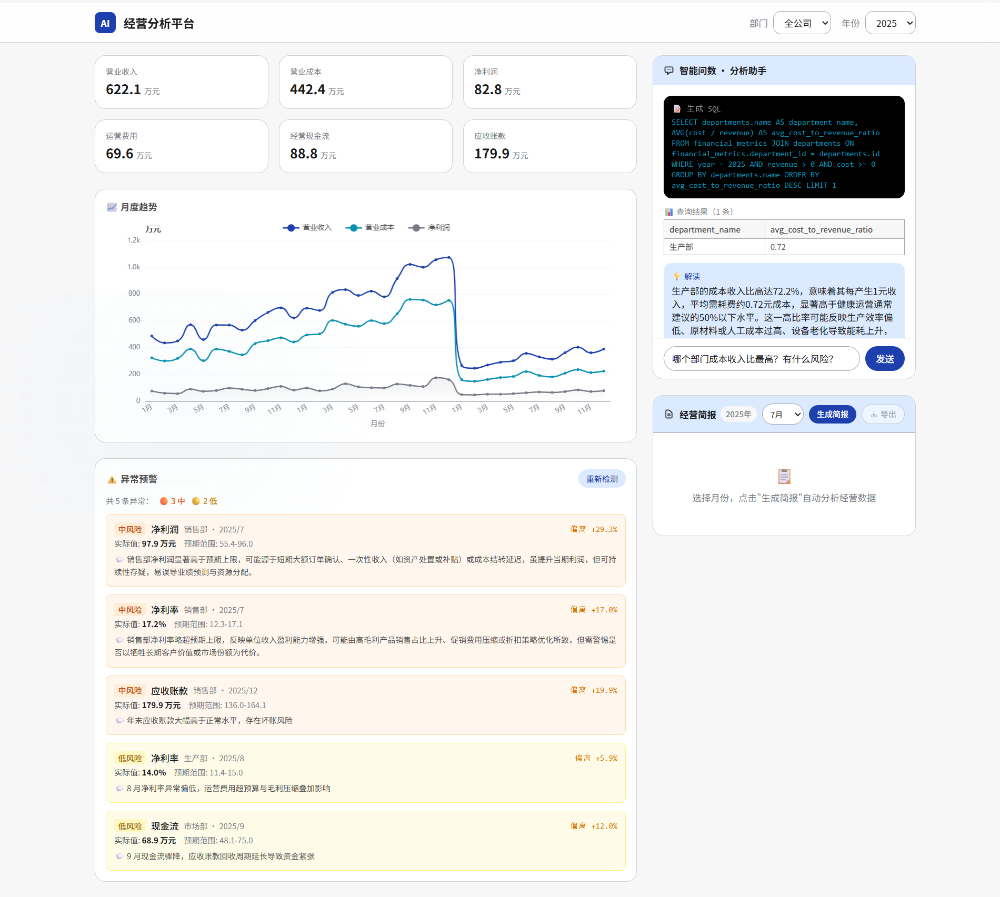 AI 经营分析平台
部门 全公司 年份 2025
营业收入
622.1 万元
营业成本
442.4 万元
净利润
82.8 万元
运营费用
69.6 万元
经营现金流
88.8 万元
应收账款
179.9 万元
月度趋势
万元
营业收入 营业成本 净利润
1.2k
1.0k
800
600
400
200
0
1月 3月 5月 7月 9月 11月 1月 3月 5月 7月 9月 11月 1月 3月 5月 7月 9月 11月
月份
异常预警
重新检测
共 5 条异常: 3 中 2 低
中风险 净利润 销售部 • 2025/7 偏离 +29.3%
实际值: 97.9 万元 预期范围: 55.4-96.0
销售部净利润显著高于预期上限，可能源于短期大额订单确认、一次性收入（如资产处置或补贴）或成本结转延迟，虽提升当期利润，但可持
续性存疑，易误导业绩预测与资源分配。
中风险 净利率 销售部 • 2025/7 偏离 +17.0%
实际值: 17.2% 预期范围: 12.3-17.1
销售部净利率略超预期上限，反映单位收入盈利能力增强，可能由高毛利产品销售占比上升、促销费用压缩或折扣策略优化所致，但需警惕是
否以牺牲长期客户价值或市场份额为代价。
中风险 应收账款 销售部 • 2025/12 偏离 +19.9%
实际值: 179.9 万元 预期范围: 136.0-164.1
年末应收账款大幅高于正常水平，存在坏账风险
低风险 净利率 生产部 • 2025/8 偏离 +5.9%
实际值: 14.0% 预期范围: 11.4-15.0
8 月净利率异常偏低，运营费用超预算与毛利压缩叠加影响
低风险 现金流 市场部 • 2025/9 偏离 +12.0%
实际值: 68.9 万元 预期范围: 48.1-75.0
9 月现金流骤降，应收账款回收周期延长导致资金紧张
智能问数 • 分析助手
生成 SQL
SELECT departments.name AS department_name,
AVG(cost / revenue) AS avg_cost_to_revenue_ratio
FROM financial_metrics JOIN departments ON
financial_metrics.department_id = departments.id
WHERE year = 2025 AND revenue > 0 AND cost >= 0
GROUP BY departments.name ORDER BY
avg_cost_to_revenue_ratio DESC LIMIT 1
查询结果（1 条）
department_name avg_cost_to_revenue_ratio
生产部 0.72
解读
生产部的成本收入比高达72.2%，意味着其每产生1元收
入，平均需耗费约0.72元成本，显著高于健康运营通常
建议的50%以下水平。这一高比率可能反映生产效率偏
低、原材料或人工成本过高、设备老化导致能耗上升，
哪个部门成本收入比最高？有什么风险？ 发送
经营简报 2025年 7月 生成简报 导出
选择月份，点击"生成简报"自动分析经营数据